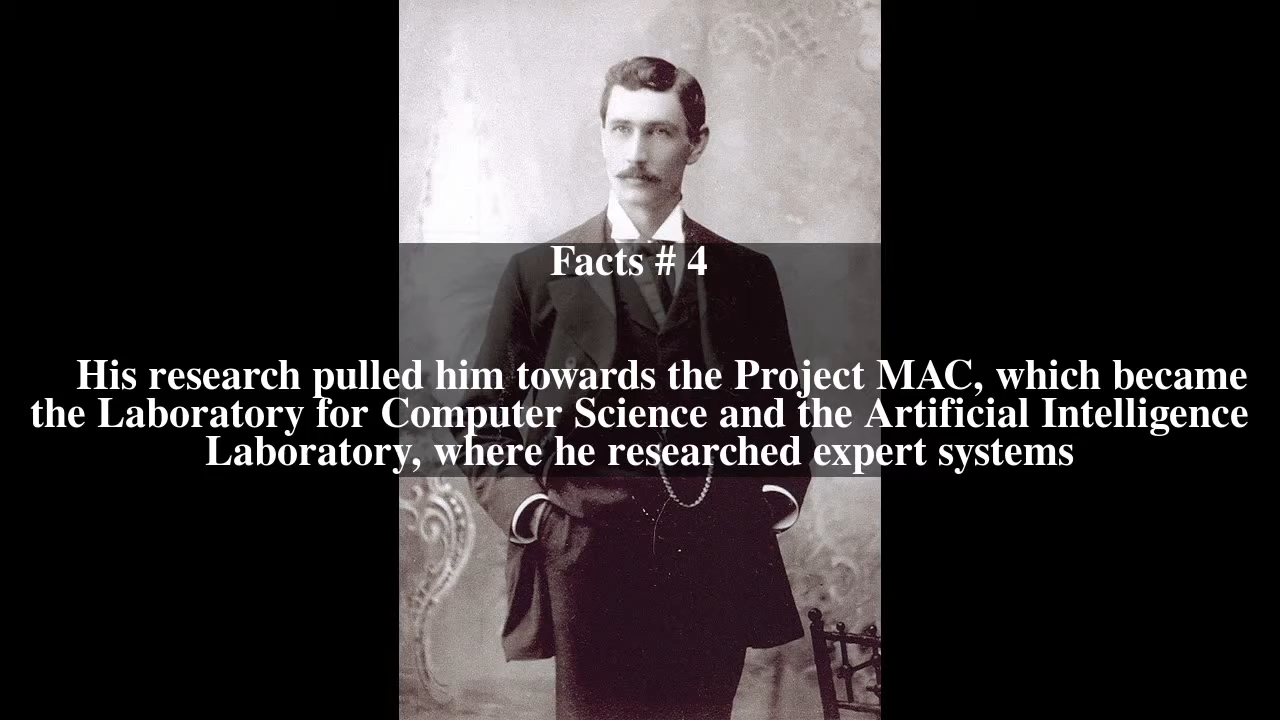 Facts # 4
His research pulled him towards the Project MAC, which became
the Laboratory for Computer Science and the Artificial Intelligence
Laboratory, where he researched expert systems